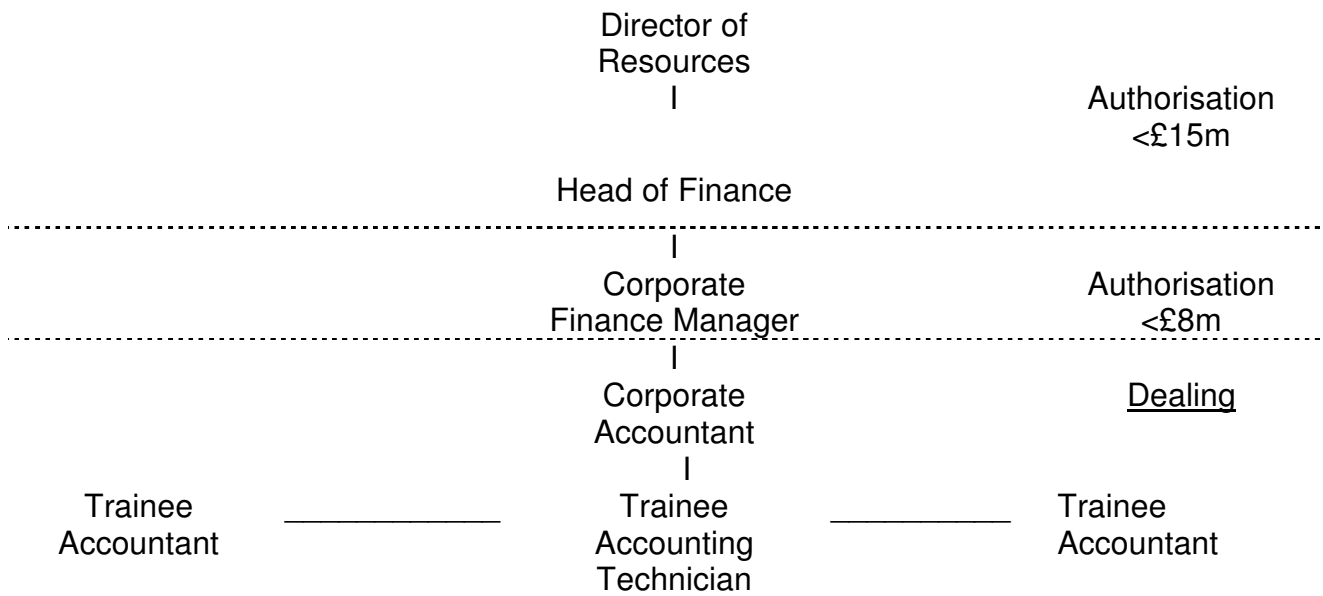 Director of
Resources
I
Authorisation
<£15m
Head of Finance
I
Corporate
Finance Manager
Authorisation
<£8m
I
Corporate
Accountant
Dealing
I
Trainee
Accountant
Trainee
Accounting
Technician
Trainee
Accountant